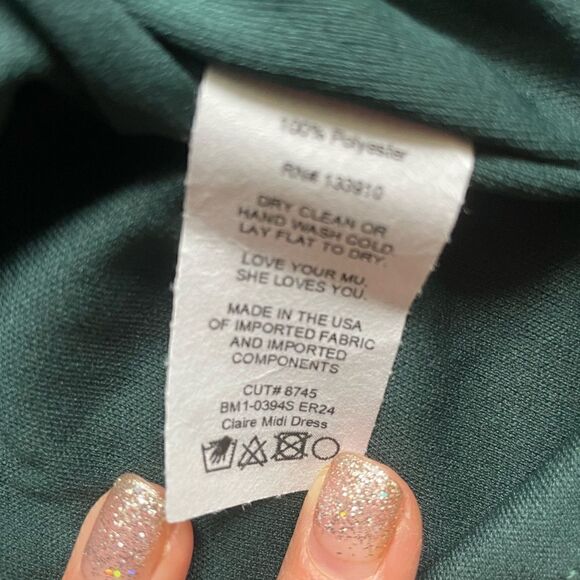 100% Polyester
RN# 133910
DRY CLEAN OR
HAND WASH COLD.
LAY FLAT TO DRY.
LOVE YOUR MU,
SHE LOVES YOU.
MADE IN THE USA
OF IMPORTED FABRIC
AND IMPORTED
COMPONENTS
CUT# 8745
BM1-0394S ER24
Claire Midi Dress